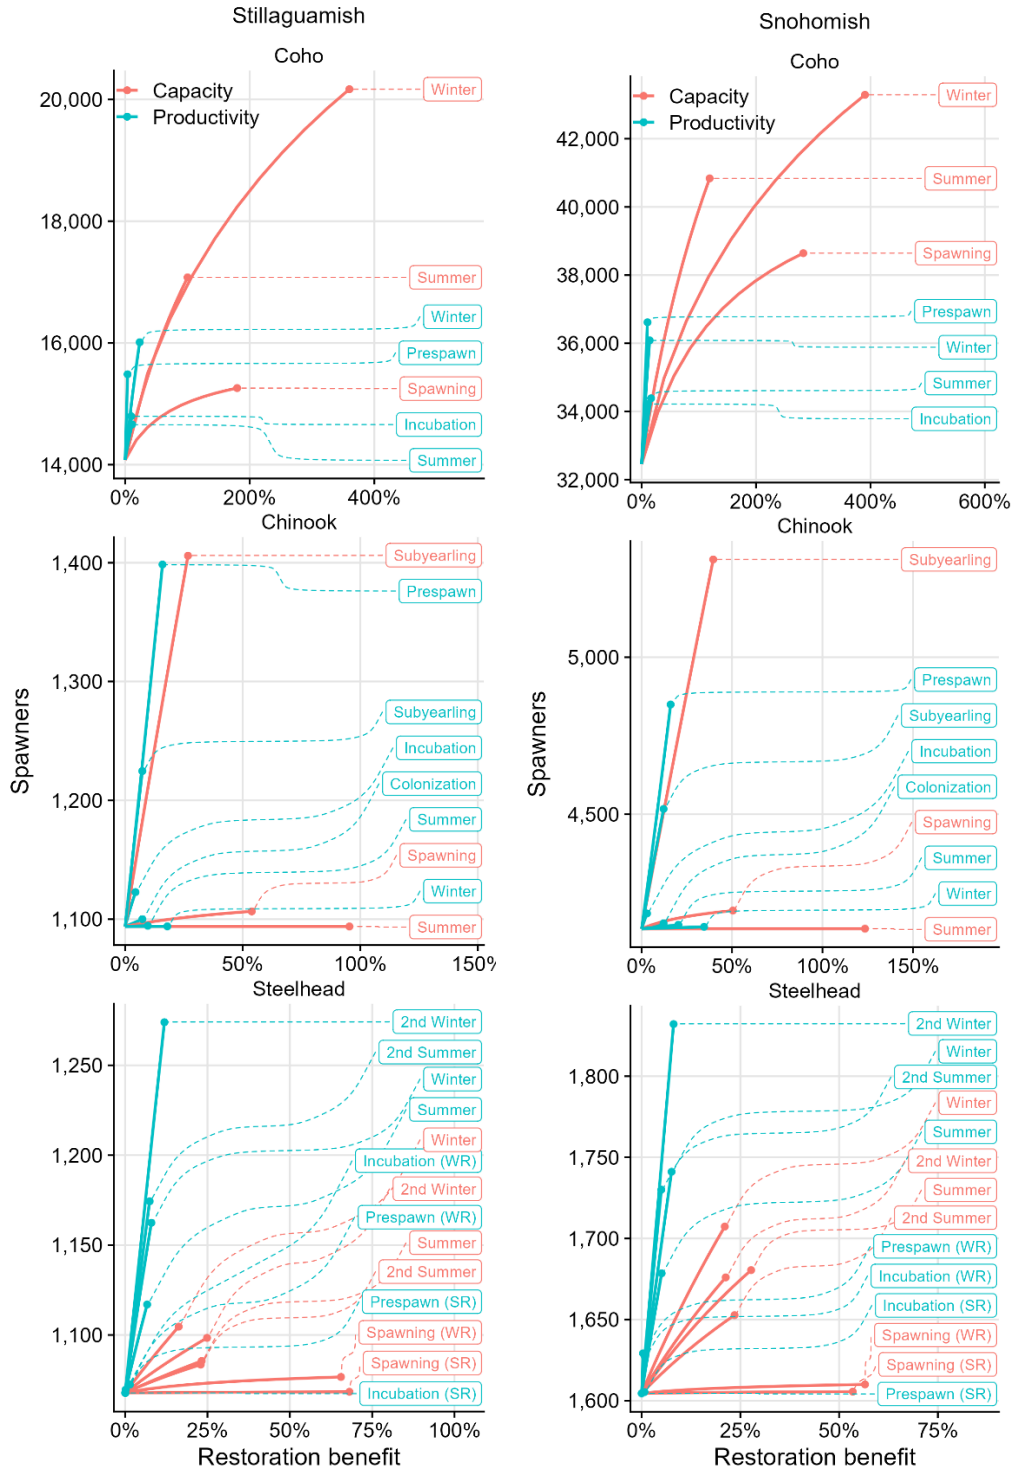 Stillaguamish
Coho
Capacity
Productivity
20,000
18,000
16,000
14,000
0%
200%
400%
Winter
Summer
Winter
Prespawn
Spawning
Incubation
Summer
Snohomish
Coho
Capacity
Productivity
42,000
40,000
38,000
36,000
34,000
32,000
0%
200%
400%
600%
Winter
Summer
Spawning
Prespawn
Winter
Summer
Incubation
Spawners
Chinook
1,400
1,300
1,200
1,100
0%
50%
100%
150%
Subyearling
Prespawn
Subyearling
Incubation
Colonization
Summer
Spawning
Winter
Summer
Spawners
Chinook
5,000
4,500
0%
50%
100%
150%
Subyearling
Prespawn
Subyearling
Incubation
Colonization
Spawning
Summer
Winter
Summer
Steelhead
1,250
1,200
1,150
1,100
0%
25%
50%
75%
100%
2nd Winter
2nd Summer
Winter
Summer
Winter
Incubation (WR)
2nd Winter
Prespawn (WR)
Summer
2nd Summer
Prespawn (SR)
Spawning (WR)
Spawning (SR)
Incubation (SR)
Restoration benefit
Steelhead
1,800
1,750
1,700
1,650
1,600
0%
25%
50%
75%
2nd Winter
Winter
2nd Summer
Winter
Summer
2nd Winter
Summer
2nd Summer
Prespawn (WR)
Incubation (WR)
Incubation (SR)
Spawning (WR)
Spawning (SR)
Prespawn (SR)
Restoration benefit